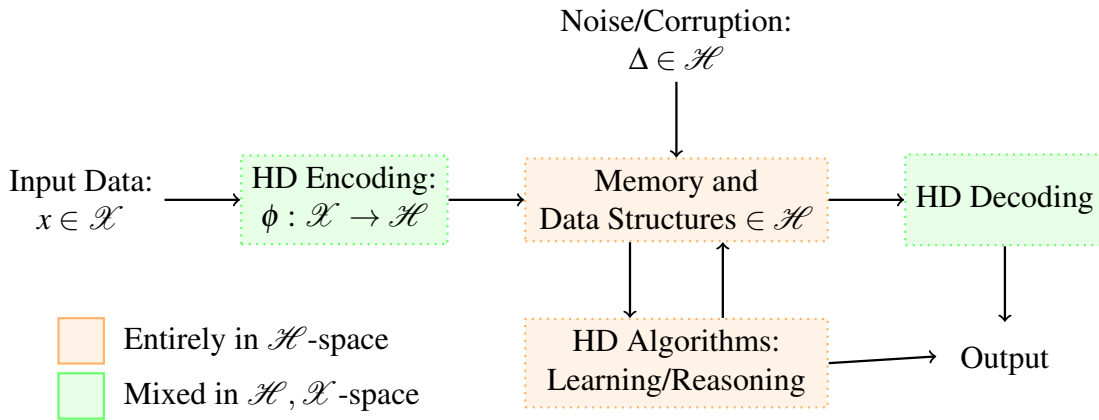 Noise/Corruption:
Δ ∈ ℋ
Input Data:
x ∈ 𝒳
HD Encoding:
ϕ : 𝒳 → ℋ
Memory and
Data Structures ∈ ℋ
HD Decoding
HD Algorithms:
Learning/Reasoning
Output
Entirely in ℋ-space
Mixed in ℋ, 𝒳-space